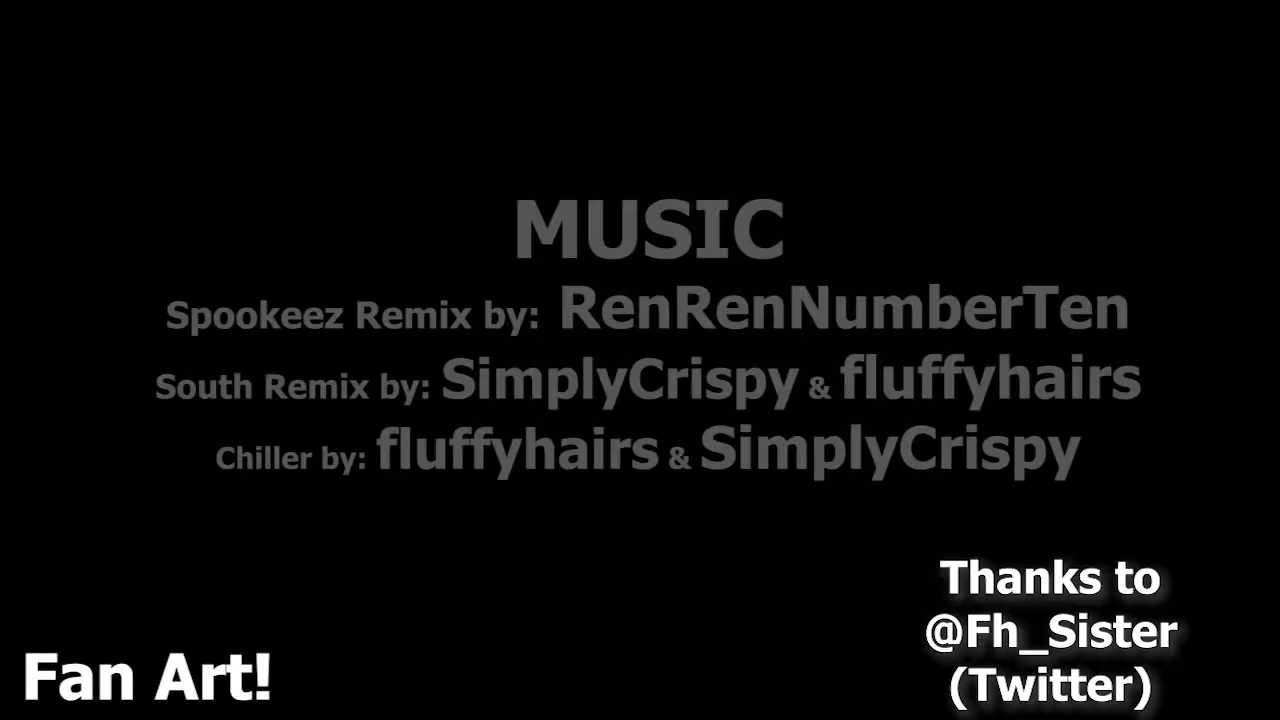 MUSIC
Spookeez Remix by: RenRenNumberTen
South Remix by: SimplyCrispy & fluffyhairs
Chiller by: fluffyhairs & SimplyCrispy
Thanks to
@Fh_Sister
(Twitter)
Fan Art!